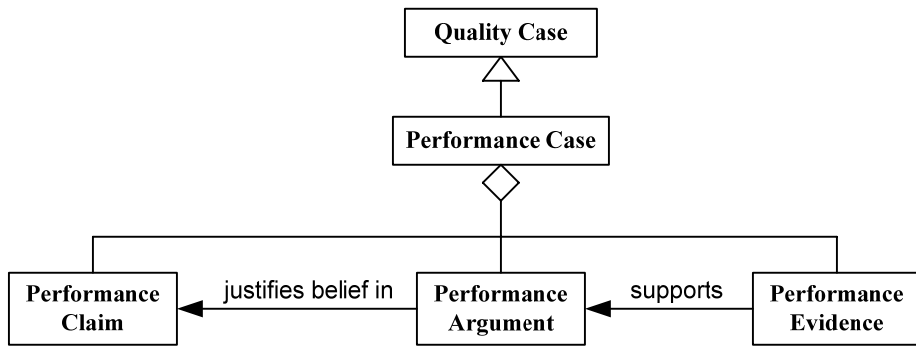 Quality Case
Performance Case
Performance
Claim
justifies belief in
Performance
Argument
supports
Performance
Evidence